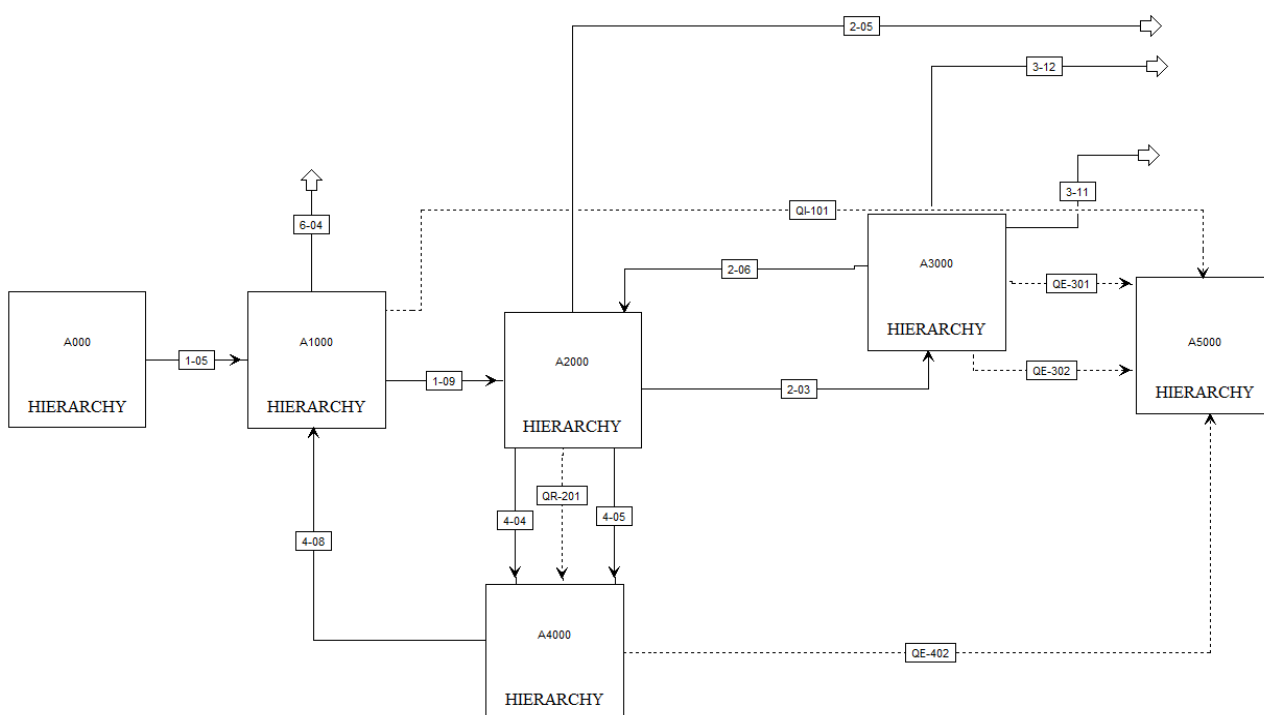 2-05
3-12
3-11
6-04
QI-101
2-06
A3000
HIERARCHY
QE-301
QE-302
A000
HIERARCHY
1-05
A1000
HIERARCHY
1-09
A2000
HIERARCHY
2-03
A5000
HIERARCHY
4-04
QR-201
4-05
4-08
A4000
HIERARCHY
QE-402